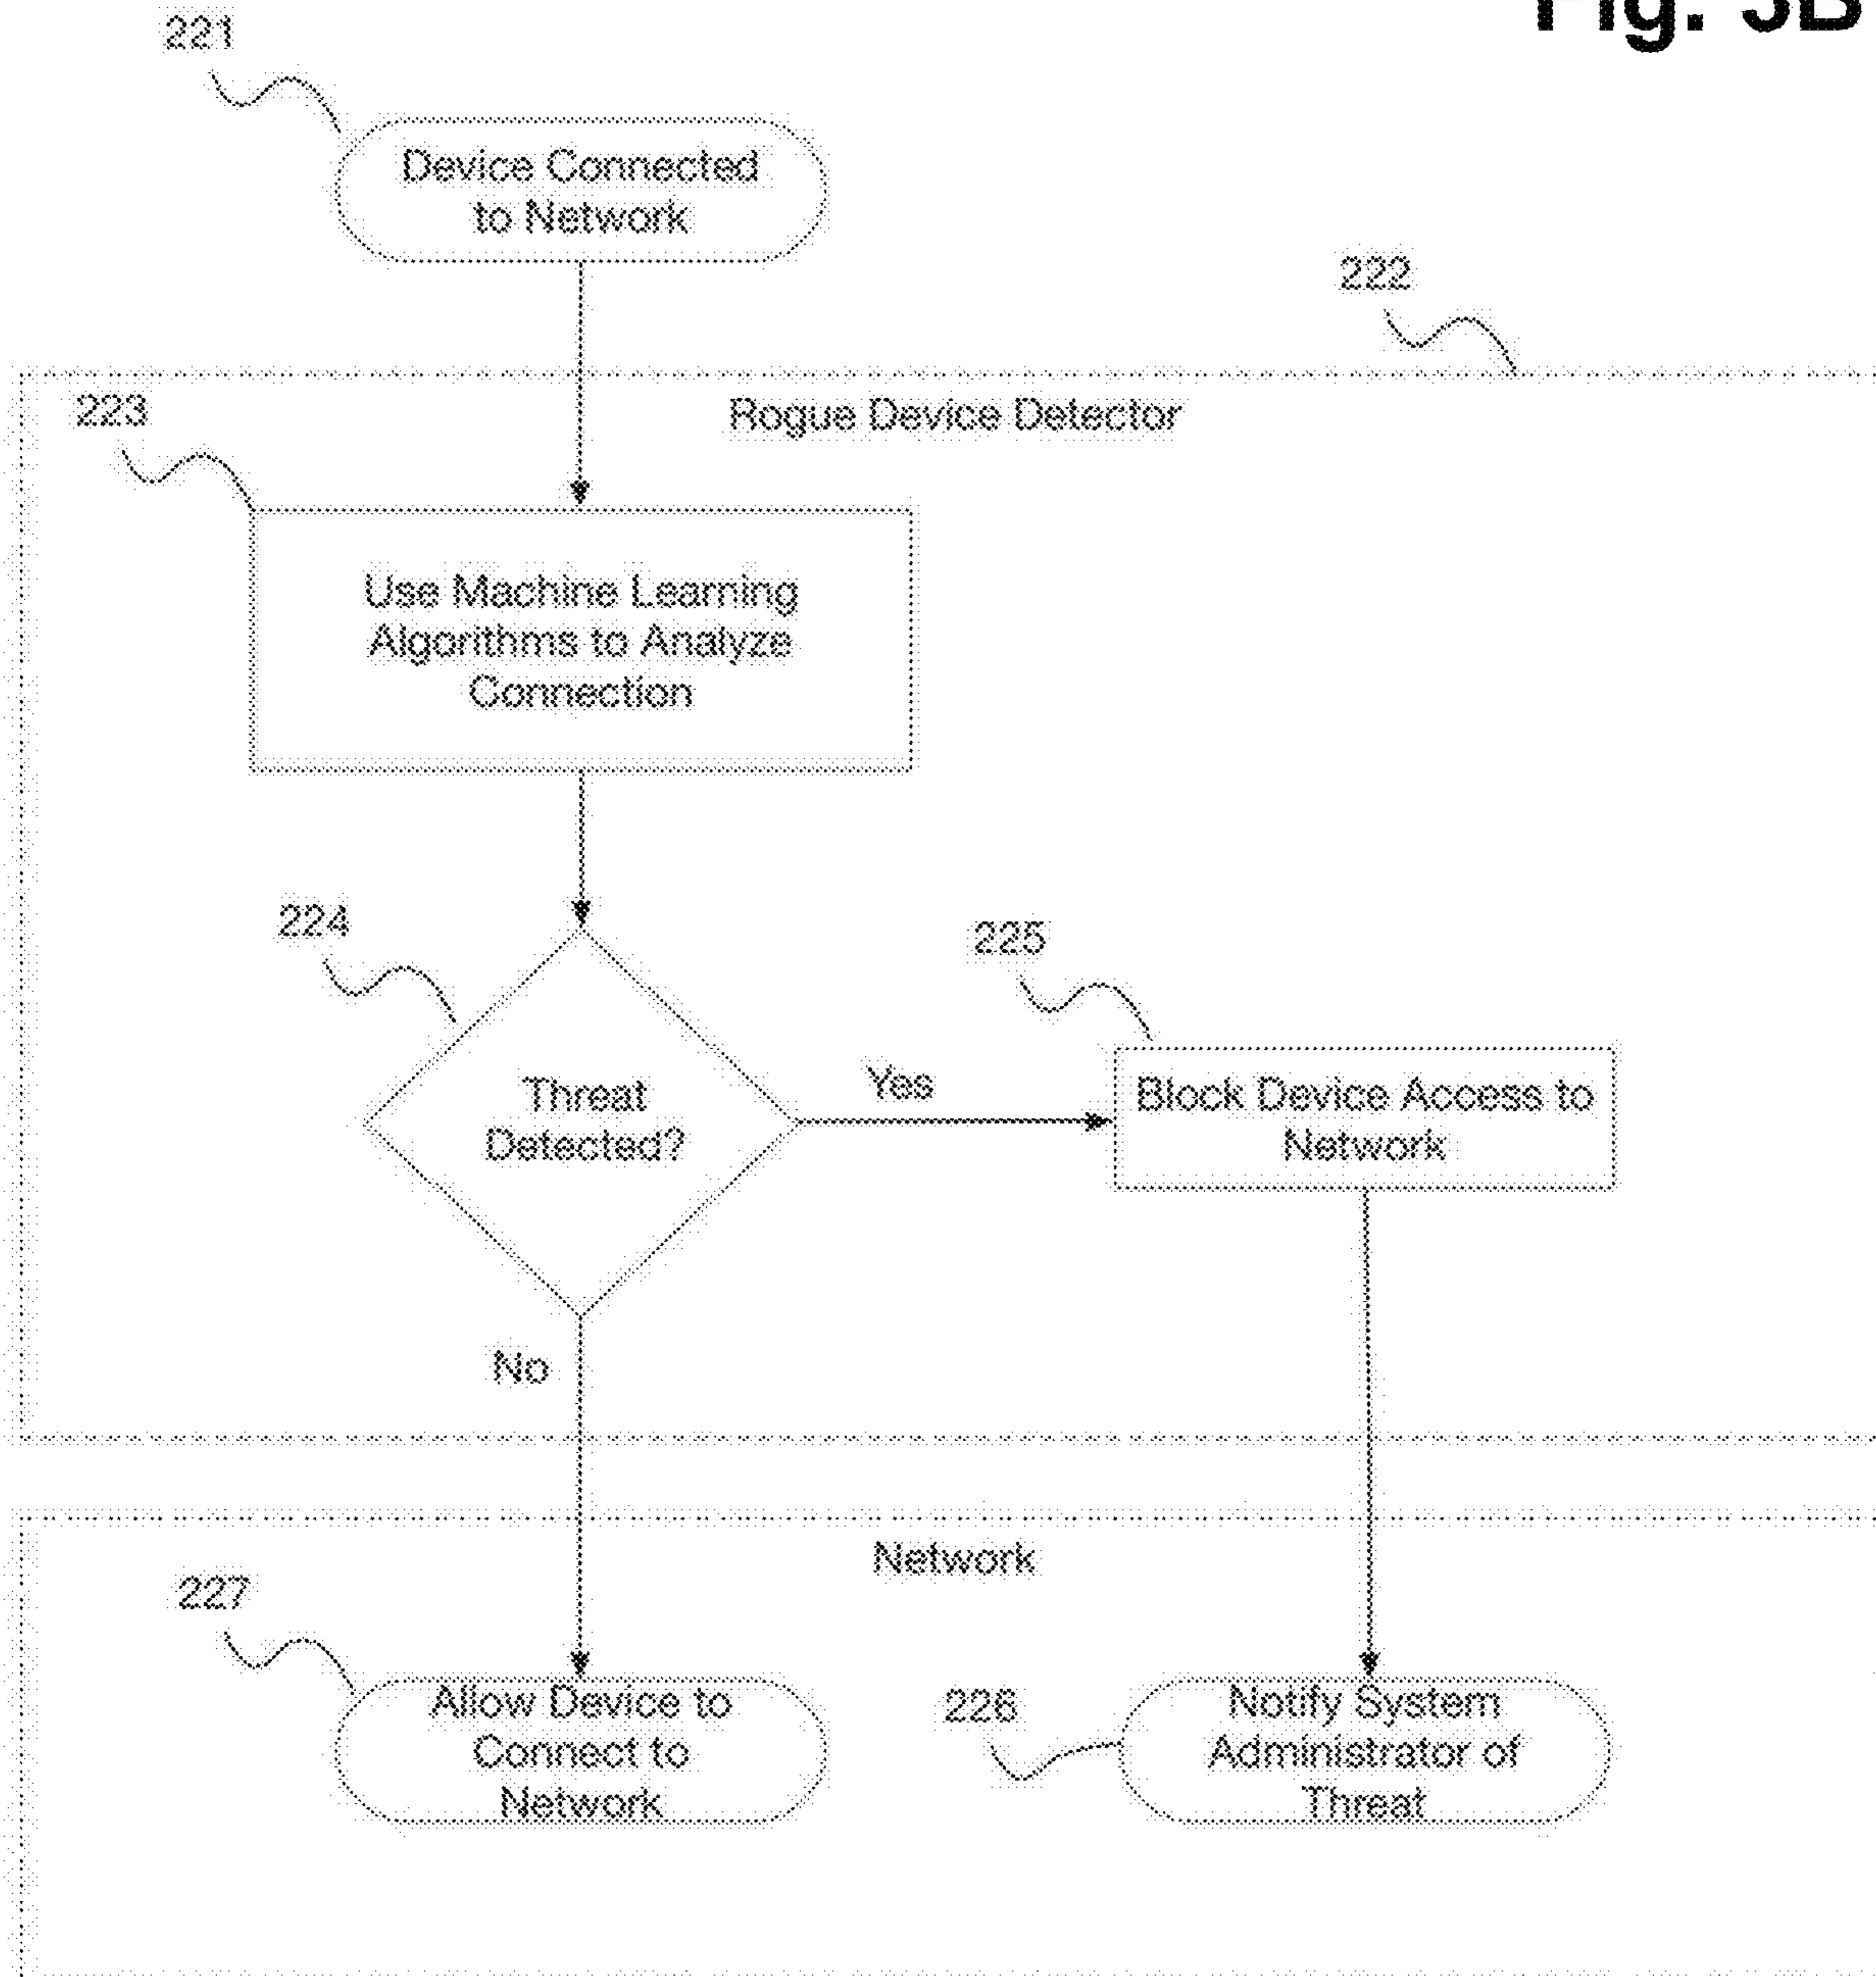 Fig. 3B
221
Device Connected
to Network
222
223
Rogue Device Detector
Use Machine Learning
Algorithms to Analyze
Connection
224
225
Threat
Detected?
Yes
Block Device Access to
Network
No
Network
227
Allow Device to
Connect to
Network
226
Notify System
Administrator of
Threat